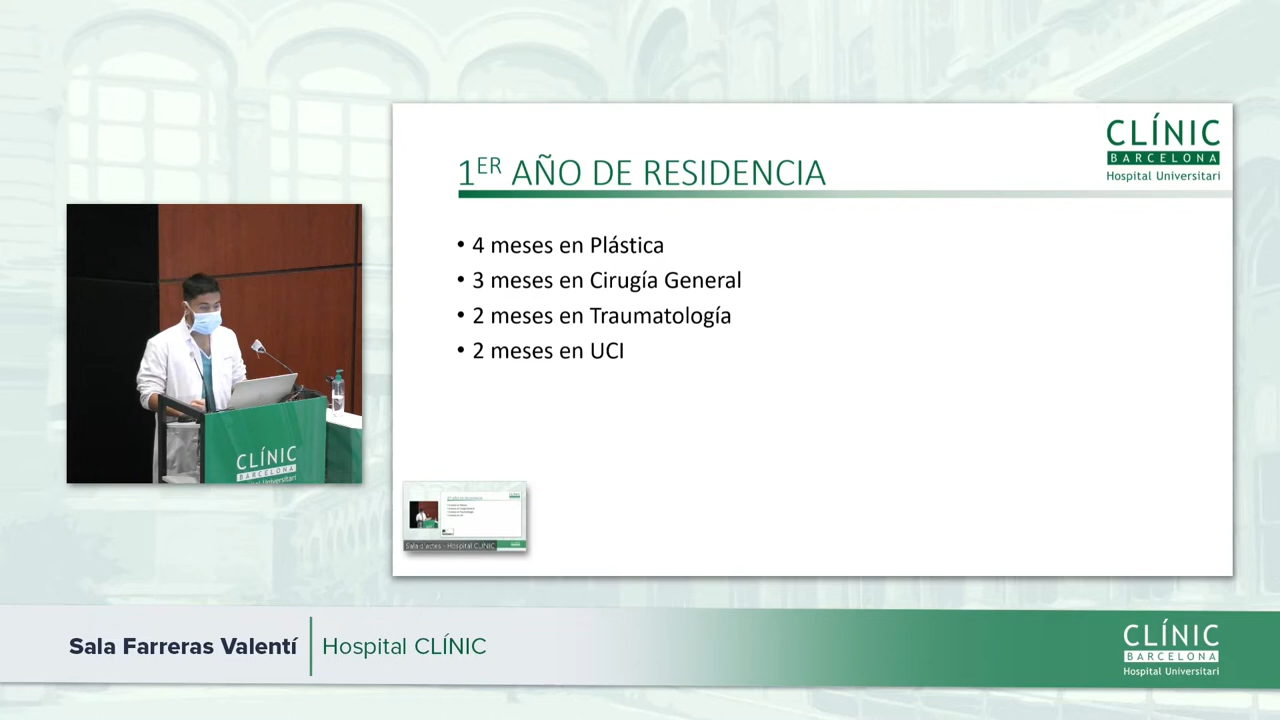 CLÍNIC
BARCELONA
Hospital Universitari
1ER AÑO DE RESIDENCIA
• 4 meses en Plástica
• 3 meses en Cirugía General
• 2 meses en Traumatología
• 2 meses en UCI
CLÍNIC
BARCELONA
Hospital Universitari
Sala d'actes - Hospital CLÍNIC
Sala Farreras Valentí
Hospital CLÍNIC
CLÍNIC
BARCELONA
Hospital Universitari